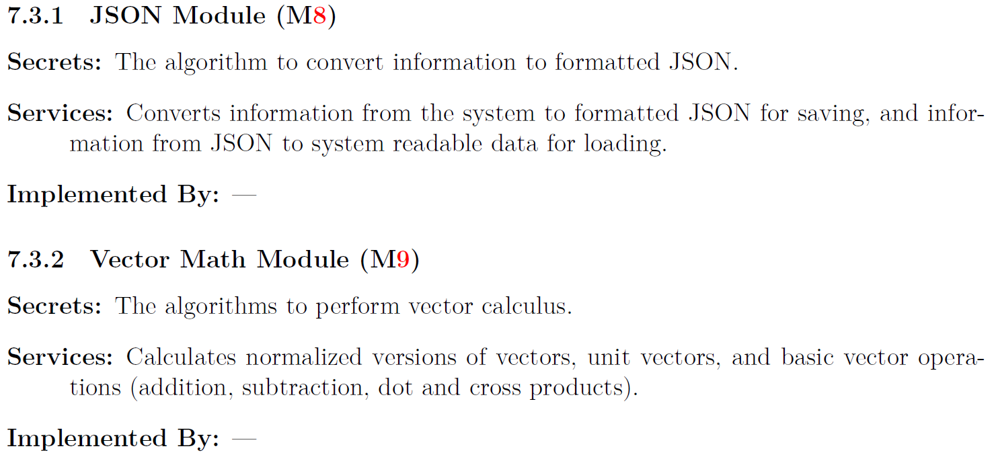 7.3.1 JSON Module (M8)
Secrets: The algorithm to convert information to formatted JSON.
Services: Converts information from the system to formatted JSON for saving, and infor-
mation from JSON to system readable data for loading.
Implemented By: —
7.3.2 Vector Math Module (M9)
Secrets: The algorithms to perform vector calculus.
Services: Calculates normalized versions of vectors, unit vectors, and basic vector opera-
tions (addition, subtraction, dot and cross products).
Implemented By: —